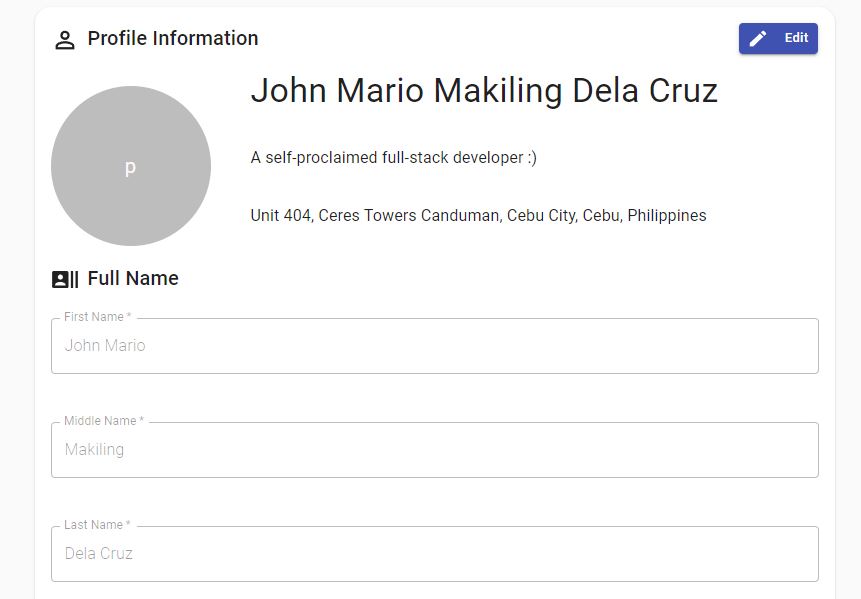 Profile Information
Edit
John Mario Makiling Dela Cruz
p
A self-proclaimed full-stack developer :)
Unit 404, Ceres Towers Canduman, Cebu City, Cebu, Philippines
Full Name
First Name *
John Mario
Middle Name *
Makiling
Last Name *
Dela Cruz